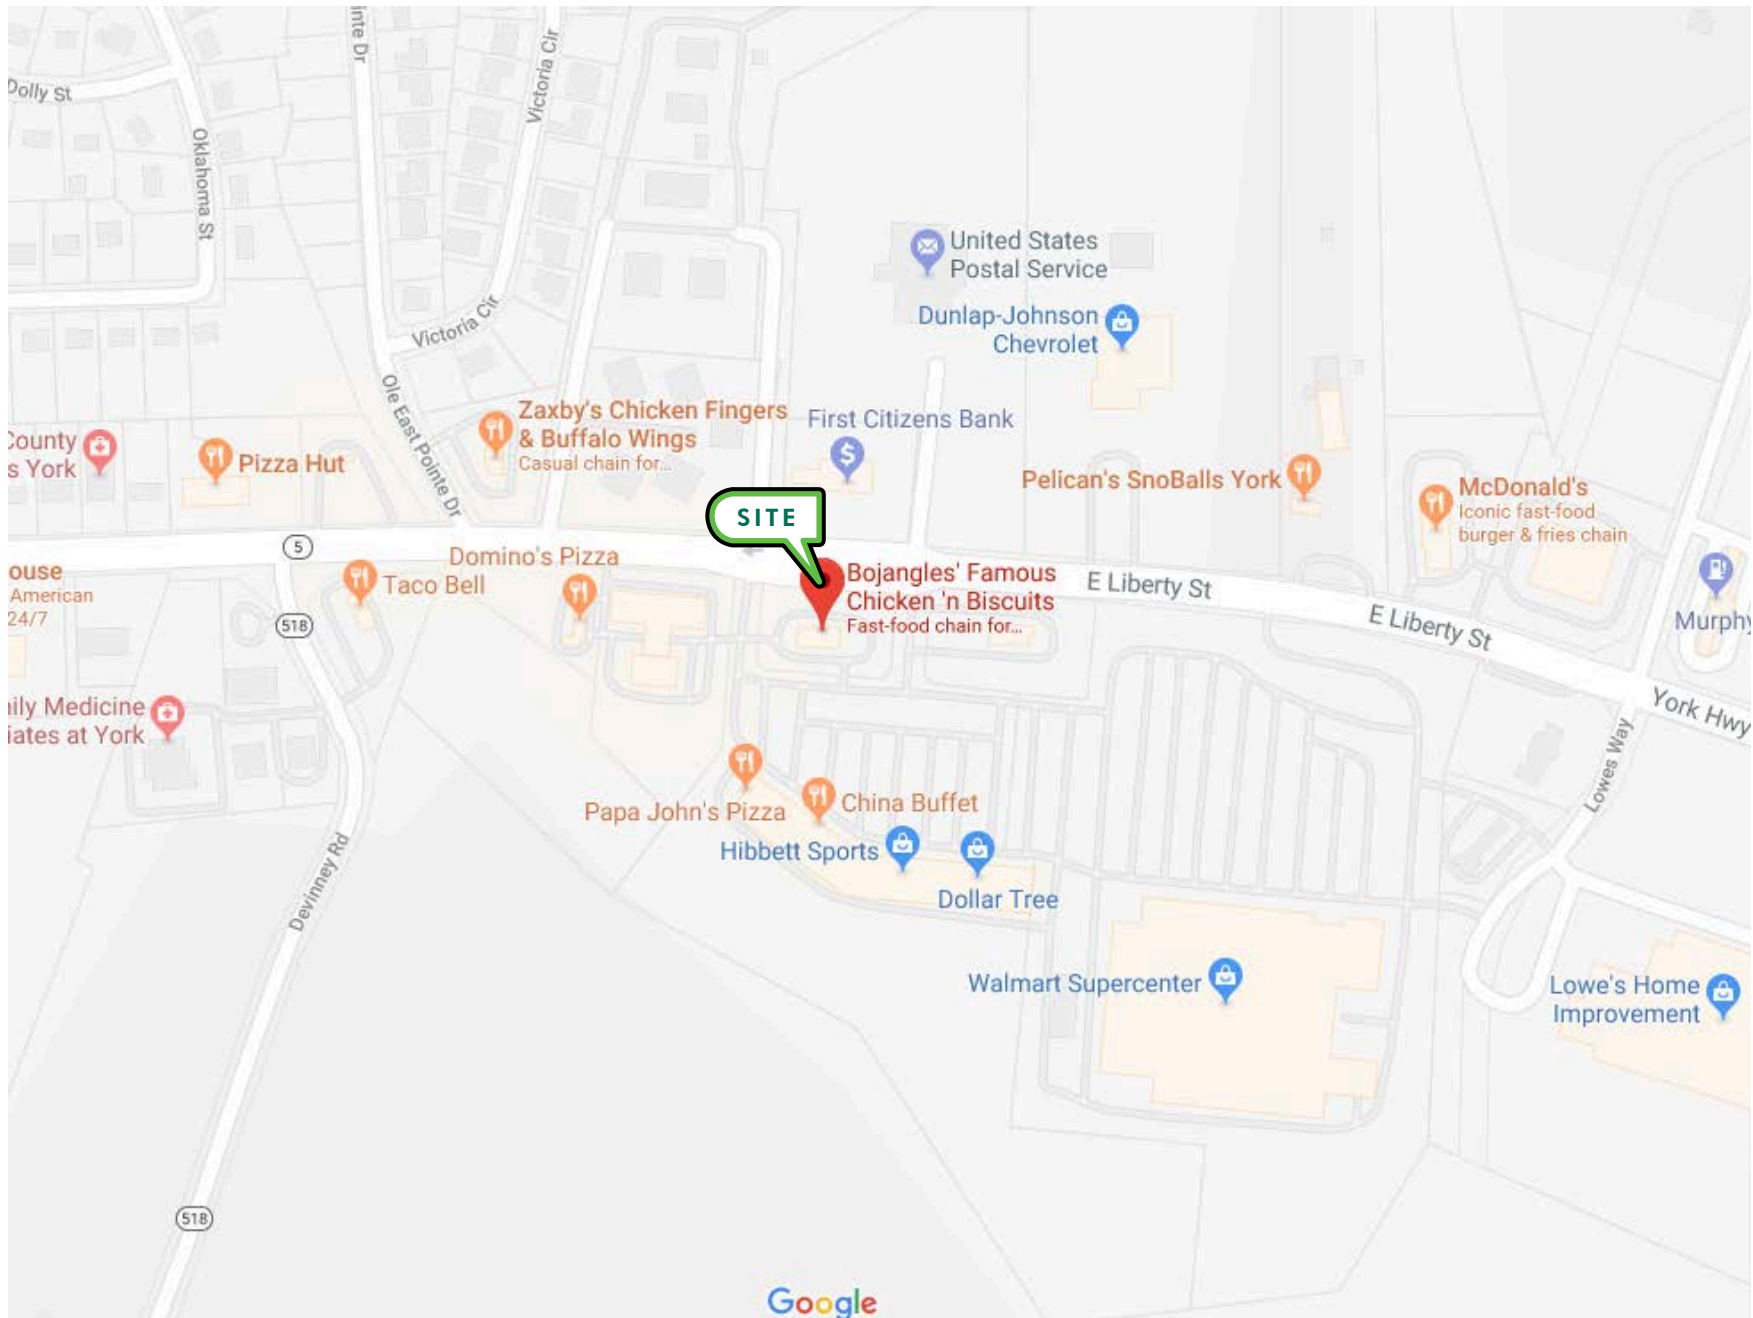 inte Dr
Victoria Cir
Dolly St
Oklahoma St
United States
Postal Service
Dunlap-Johnson
Chevrolet
Victoria Cir
Ole East Pointe Dr
Zaxby's Chicken Fingers
& Buffalo Wings
Casual chain for...
First Citizens Bank
County
s York
Pizza Hut
Pelican's SnoBalls York
McDonald's
Iconic fast-food
burger & fries chain
SITE
5
Domino's Pizza
Taco Bell
ouse
American
24/7
518
Bojangles' Famous
Chicken 'n Biscuits
Fast-food chain for...
E Liberty St
E Liberty St
Murphy
York Hwy
Lowes Way
ily Medicine
iates at York
Papa John's Pizza
China Buffet
Hibbett Sports
Dollar Tree
Devinney Rd
Walmart Supercenter
Lowe's Home
Improvement
518
Google